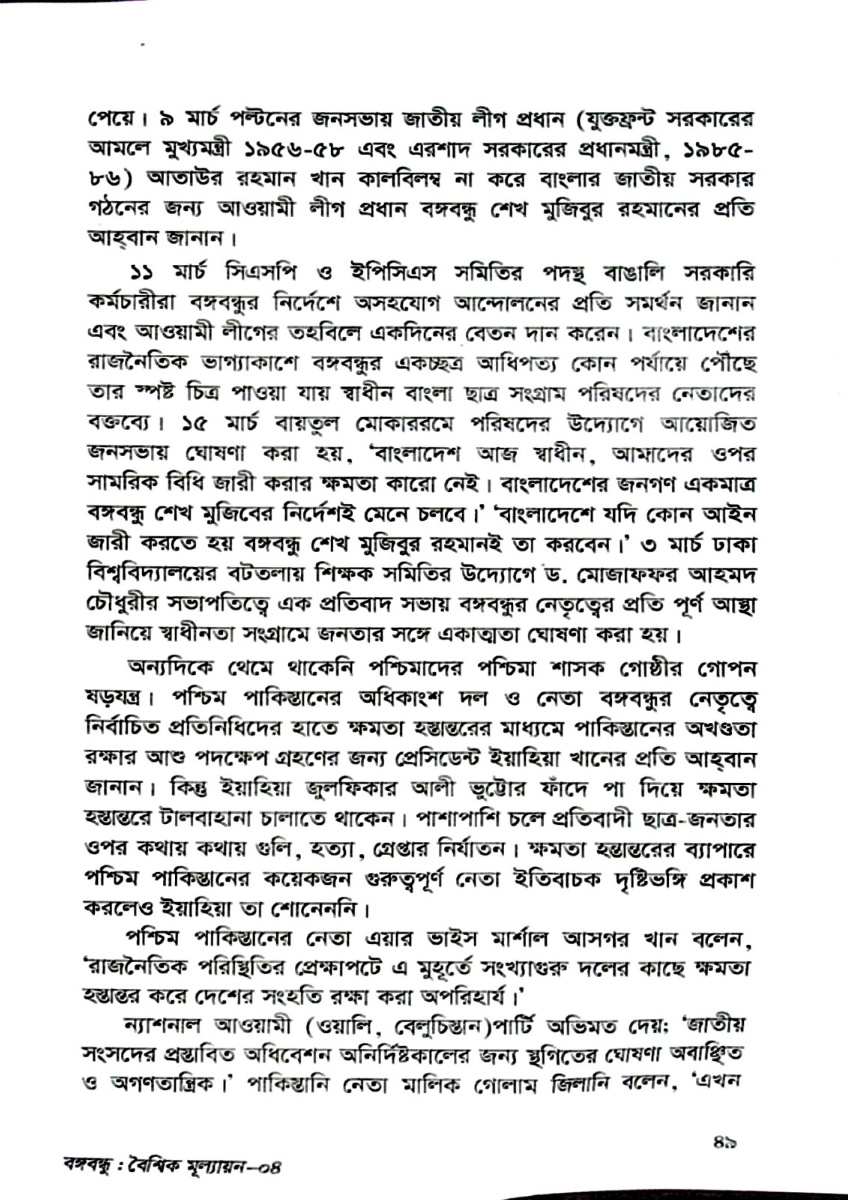 পেয়ে। ৯ মার্চ পল্টনের জনসভায় জাতীয় লীগ প্রধান (যুক্তফ্রন্ট সরকারের
আমলে মুখ্যমন্ত্রী ১৯৫৬-৫৮ এবং এরশাদ সরকারের প্রধানমন্ত্রী, ১৯৮৫-
৮৬) আতাউর রহমান খান কালবিলম্ব না করে বাংলার জাতীয় সরকার
গঠনের জন্য আওয়ামী লীগ প্রধান বঙ্গবন্ধু শেখ মুজিবুর রহমানের প্রতি
আহ্বান জানান।
১১ মার্চ সিএসপি ও ইপিসিএস সমিতির পদস্থ বাঙালি সরকারি
কর্মচারীরা বঙ্গবন্ধুর নির্দেশে অসহযোগ আন্দোলনের প্রতি সমর্থন জানান
এবং আওয়ামী লীগের তহবিলে একদিনের বেতন দান করেন। বাংলাদেশের
রাজনৈতিক ভাগ্যাকাশে বঙ্গবন্ধুর একচ্ছত্র আধিপত্য কোন পর্যায়ে পৌছে
তার স্পষ্ট চিত্র পাওয়া যায় স্বাধীন বাংলা ছাত্র সংগ্রাম পরিষদের নেতাদের
বক্তব্যে। ১৫ মার্চ বায়তুল মোকাররমে পরিষদের উদ্যোগে আয়োজিত
জনসভায় ঘোষণা করা হয়, ‘বাংলাদেশ আজ স্বাধীন, আমাদের ওপর
সামরিক বিধি জারী করার ক্ষমতা কারো নেই। বাংলাদেশের জনগণ একমাত্র
বঙ্গবন্ধু শেখ মুজিবের নির্দেশই মেনে চলবে।’ ‘বাংলাদেশে যদি কোন আইন
জারী করতে হয় বঙ্গবন্ধু শেখ মুজিবুর রহমানই তা করবেন।’ ৩ মার্চ ঢাকা
বিশ্ববিদ্যালয়ের বটতলায় শিক্ষক সমিতির উদ্যোগে ড. মোজাফফর আহমদ
চৌধুরীর সভাপতিত্বে এক প্রতিবাদ সভায় বঙ্গবন্ধুর নেতৃত্বের প্রতি পূর্ণ আস্থা
জানিয়ে স্বাধীনতা সংগ্রামে জনতার সঙ্গে একাত্মতা ঘোষণা করা হয়।
অন্যদিকে থেমে থাকেনি পশ্চিমাদের পশ্চিমা শাসক গোষ্ঠীর গোপন
ষড়যন্ত্র। পশ্চিম পাকিস্তানের অধিকাংশ দল ও নেতা বঙ্গবন্ধুর নেতৃত্বে
নির্বাচিত প্রতিনিধিদের হাতে ক্ষমতা হস্তান্তরের মাধ্যমে পাকিস্তানের অখণ্ডতা
রক্ষার আশু পদক্ষেপ গ্রহণের জন্য প্রেসিডেন্ট ইয়াহিয়া খানের প্রতি আহ্বান
জানান। কিন্তু ইয়াহিয়া জুলফিকার আলী ভুট্টোর ফাঁদে পা দিয়ে ক্ষমতা
হস্তান্তরে টালবাহানা চালাতে থাকেন। পাশাপাশি চলে প্রতিবাদী ছাত্র-জনতার
ওপর কথায় কথায় গুলি, হত্যা, গ্রেপ্তার নির্যাতন। ক্ষমতা হস্তান্তরের ব্যাপারে
পশ্চিম পাকিস্তানের কয়েকজন গুরুত্বপূর্ণ নেতা ইতিবাচক দৃষ্টিভঙ্গি প্রকাশ
করলেও ইয়াহিয়া তা শোনেননি।
পশ্চিম পাকিস্তানের নেতা এয়ার ভাইস মার্শাল আসগর খান বলেন,
‘রাজনৈতিক পরিস্থিতির প্রেক্ষাপটে এ মুহূর্তে সংখ্যাগুরু দলের কাছে ক্ষমতা
হস্তান্তর করে দেশের সংহতি রক্ষা করা অপরিহার্য।’
ন্যাশনাল আওয়ামী (ওয়ালি, বেলুচিস্তান)পার্টি অভিমত দেয়: ‘জাতীয়
সংসদের প্রস্তাবিত অধিবেশন অনির্দিষ্টকালের জন্য স্থগিতের ঘোষণা অবাঞ্ছিত
ও অগণতান্ত্রিক।’ পাকিস্তানি নেতা মালিক গোলাম জিলানি বলেন, ‘এখন
৪৯
বঙ্গবন্ধু : বৈশ্বিক মূল্যায়ন-০৪